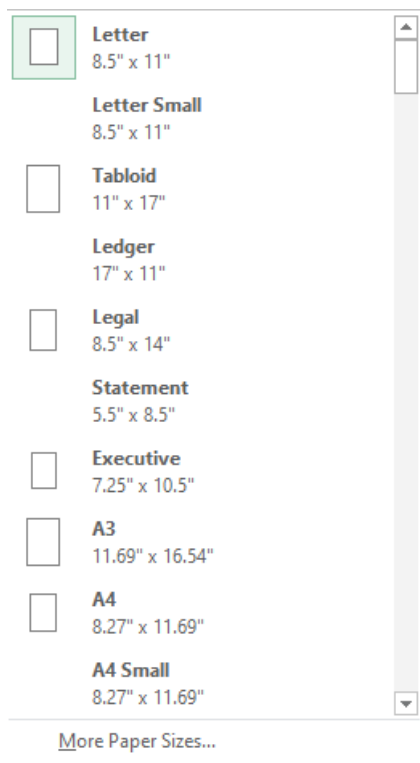 Letter
8.5" x 11"
Letter Small
8.5" x 11"
Tabloid
11" x 17"
Ledger
17" x 11"
Legal
8.5" x 14"
Statement
5.5" x 8.5"
Executive
7.25" x 10.5"
A3
11.69" x 16.54"
A4
8.27" x 11.69"
A4 Small
8.27" x 11.69"
More Paper Sizes...